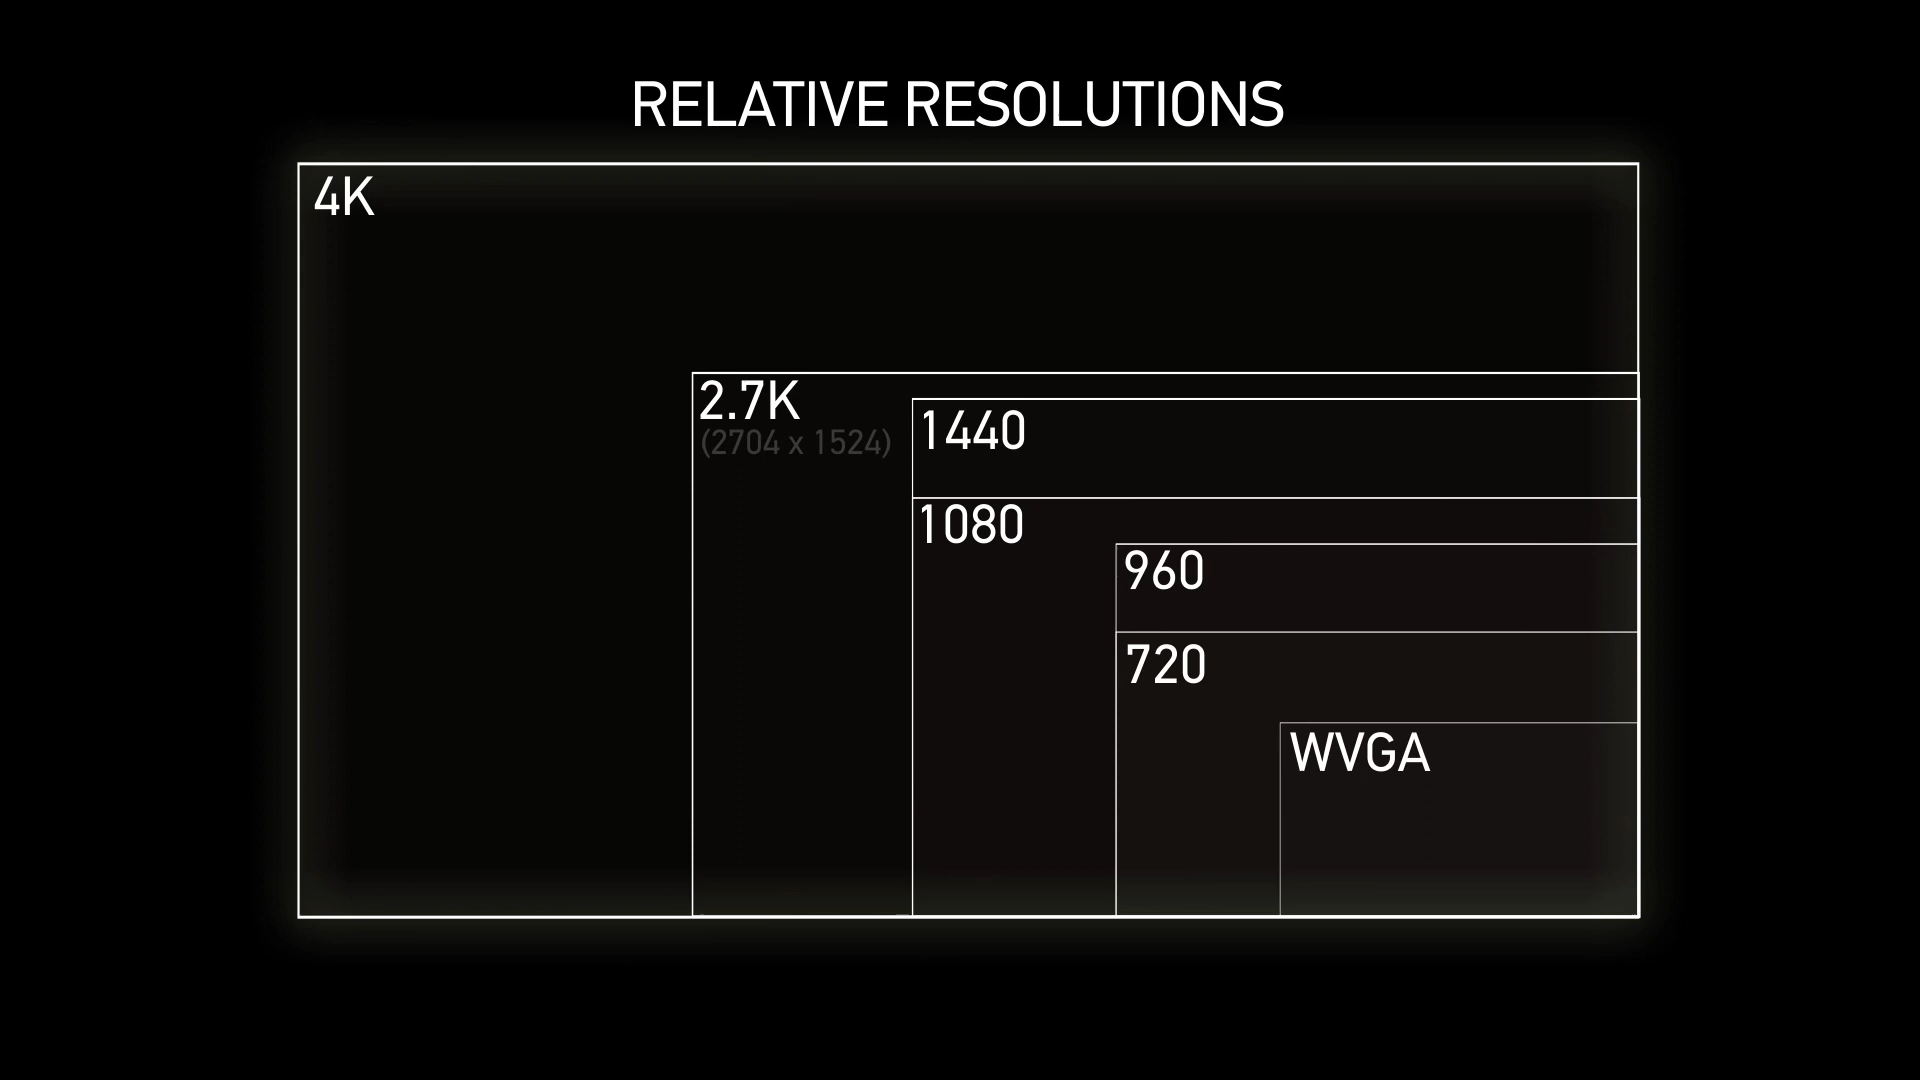 RELATIVE RESOLUTIONS
4K
2.7K
(2704 x 1524)
1440
1080
960
720
WVGA